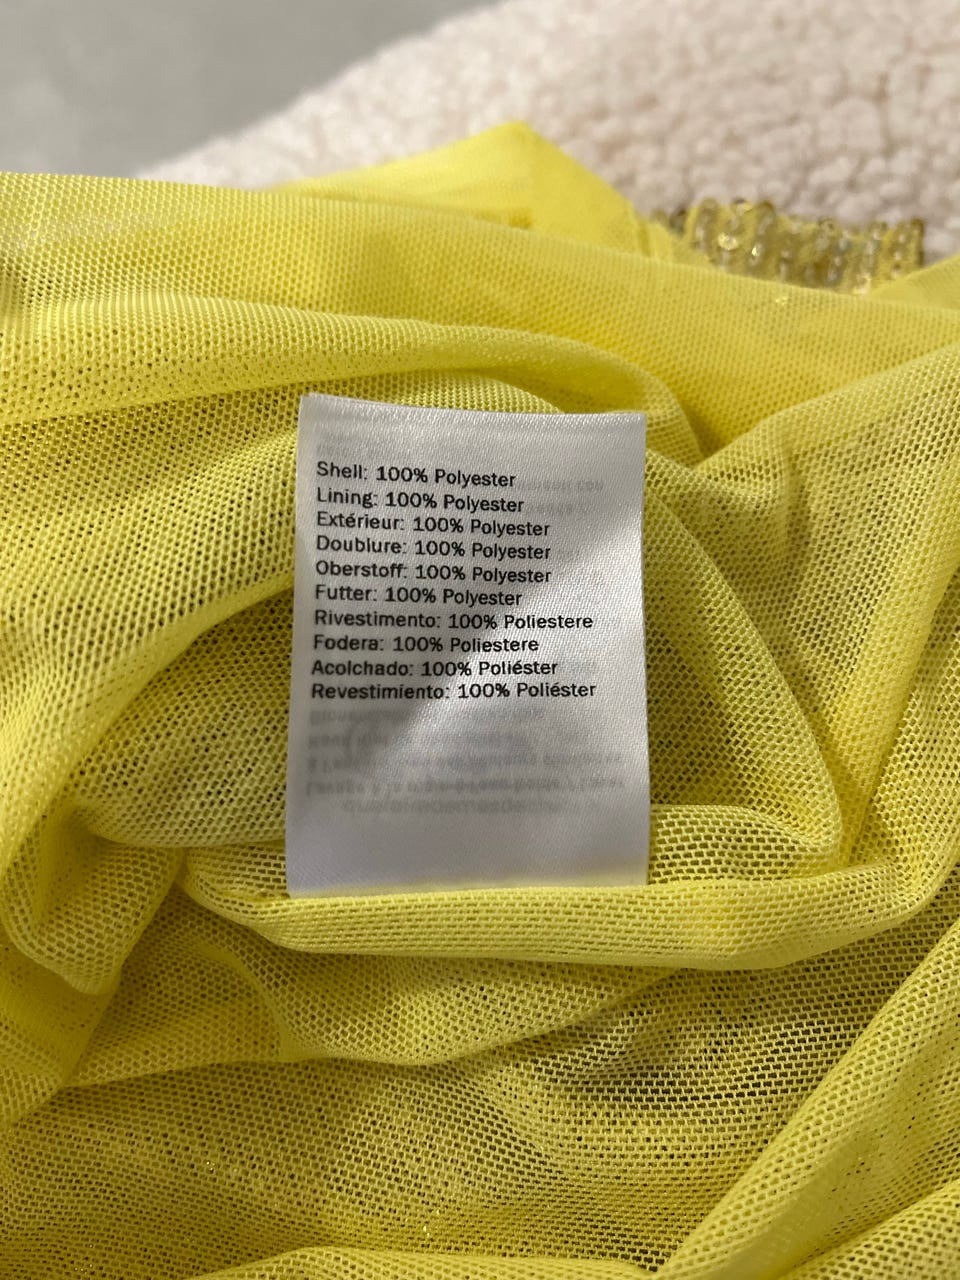 Shell: 100% Polyester
Lining: 100% Polyester
Extérieur: 100% Polyester
Doublure: 100% Polyester
Oberstoff: 100% Polyester
Futter: 100% Polyester
Rivestimento: 100% Poliestere
Fodera: 100% Poliestere
Acolchado: 100% Poliéster
Revestimiento: 100% Poliéster